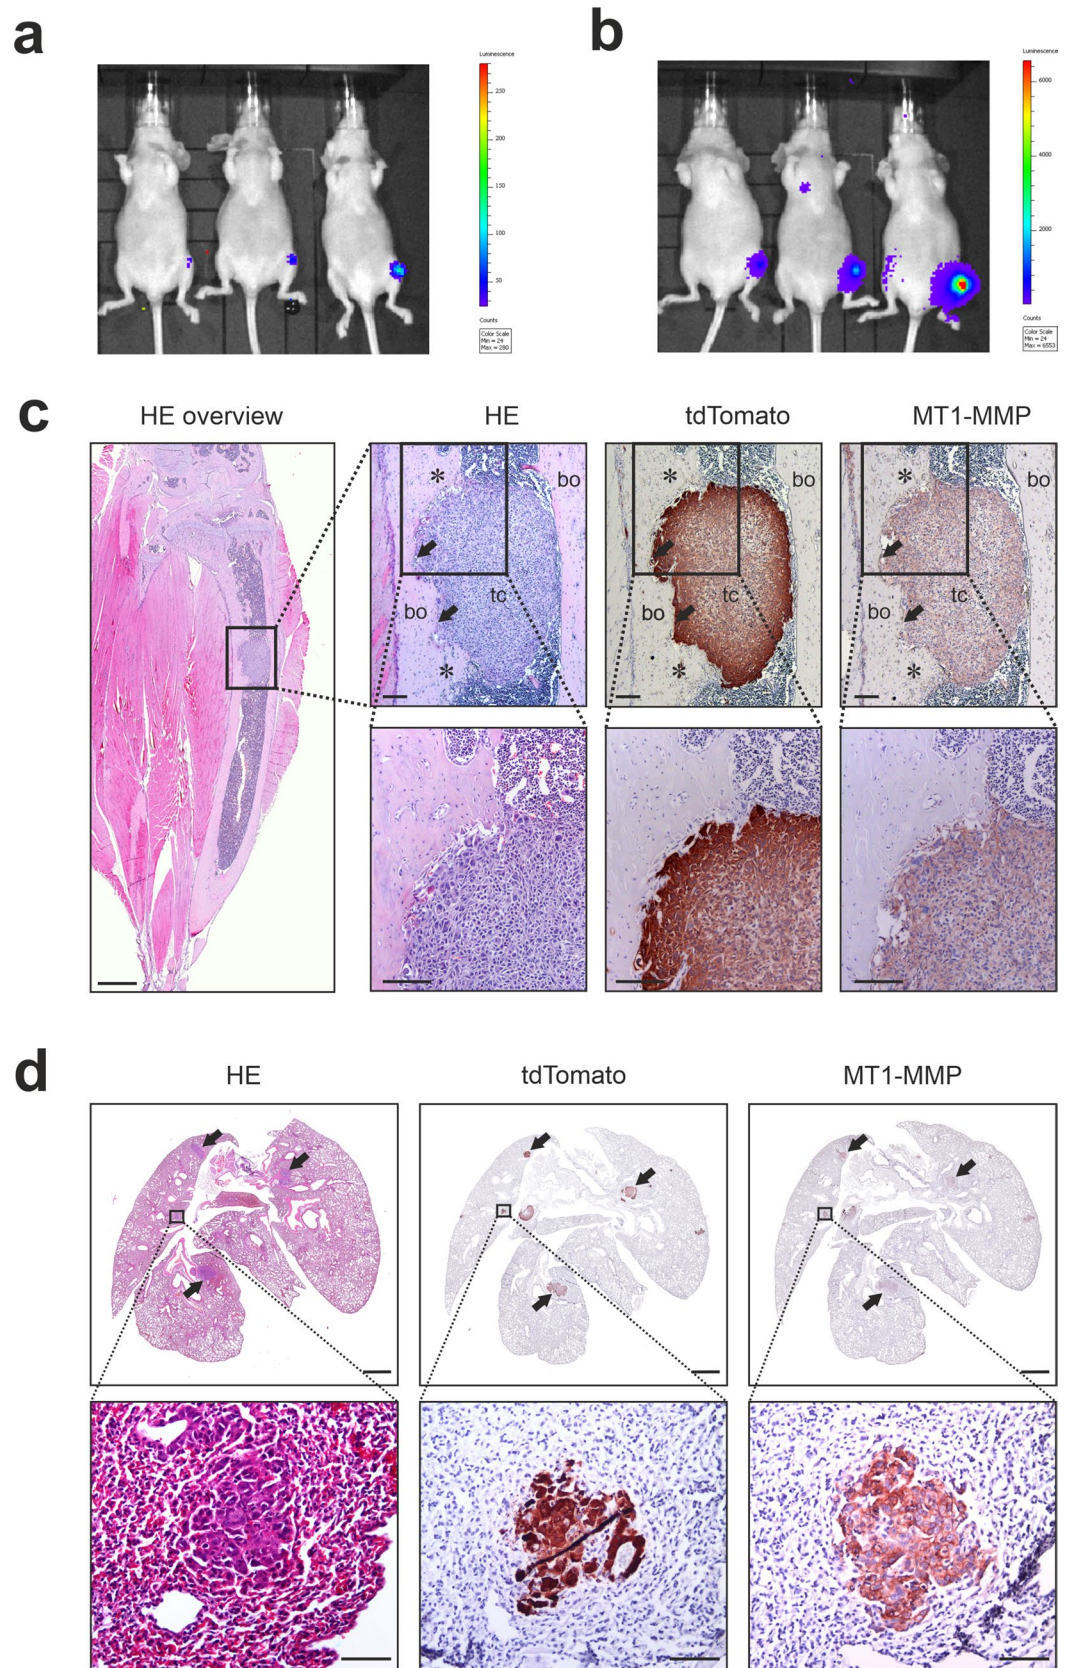 a
Luminescence
250
200
150
100
50
Counts
Color Scale
Min = 24
Max = 280
b
Luminescence
6000
4000
2000
Counts
Color Scale
Min = 24
Max = 6553
c
HE overview
HE
tdTomato
MT1-MMP
* bo
tc
bo
*
* bo
tc
bo
*
* bo
tc
bo
*
d
HE
tdTomato
MT1-MMP